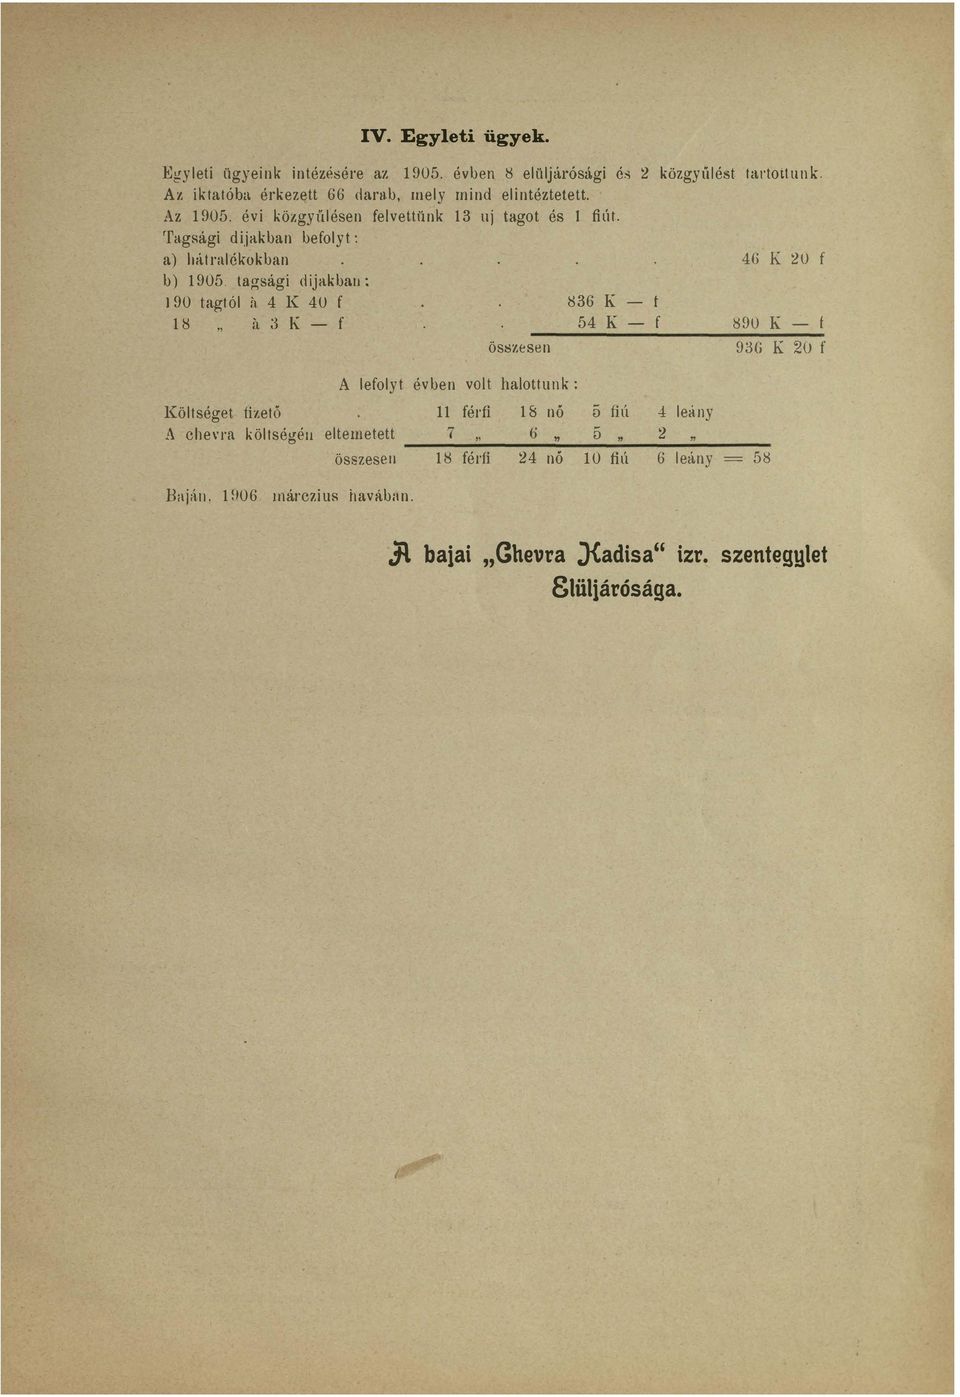 IV. Egyleti ügyek.
Egyleti ügyeink intézésére az 1905. évben 8 elüljárósági és 2 közgyűlést tartottunk.
Az iktatóba érkezett 66 darab, mely mind elintéztetett.
Az 1905. évi közgyűlésen felvettünk 13 uj tagot és 1 fiút.
Tagsági dijakban befolyt:
a) hátralékokban . . . . . 46 K 20 f
b) 1905. tagsági dijakban:
190 tagtól à 4 K 40 f . . 836 K — f
18 „ à 3 K — f . . 54 K — f 890 K — f
összesen 936 K 20 f
A lefolyt évben volt halottunk:
Költséget fizető . 11 férfi 18 nő 5 fiú 4 leány
A chevra költségén eltemetett 7 „ 6 „ 5 „ 2 „
összesen 18 férfi 24 nő 10 fiú 6 leány = 58
Baján, 1906 márczius havában.
A bajai „Chevra Kadisa“ izr. szentegylet
Elüljárósága.